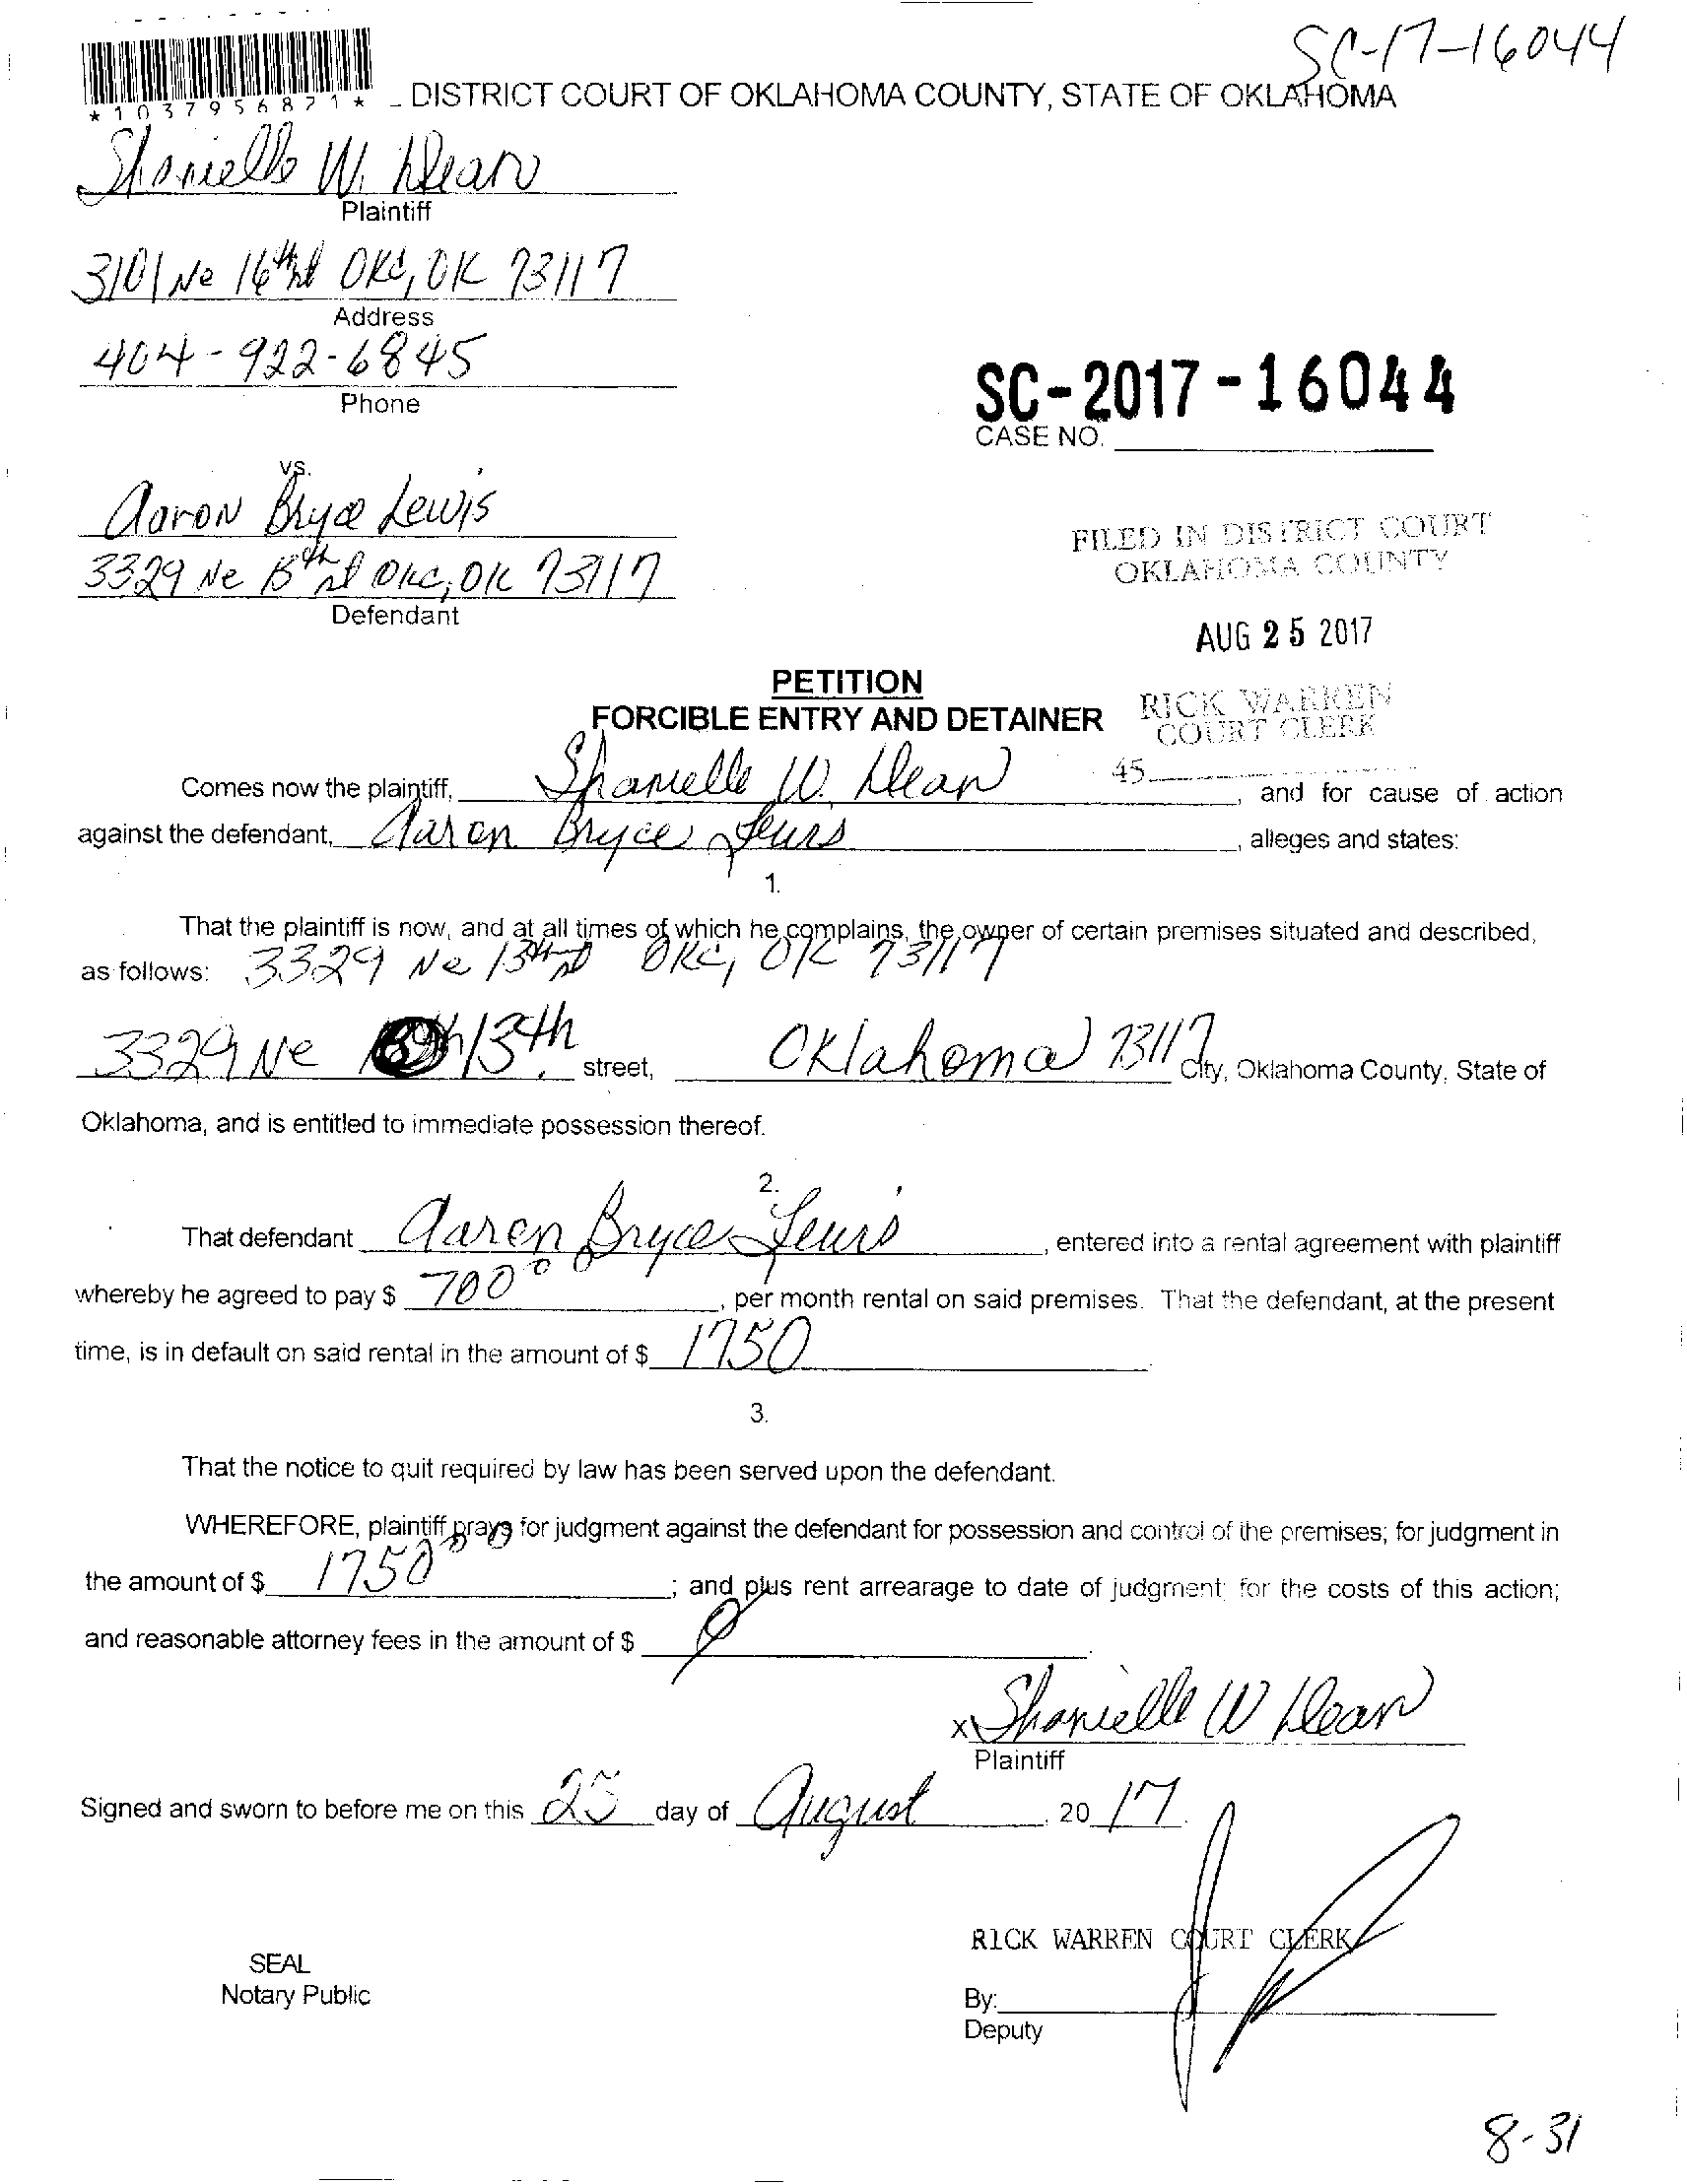 SC-17-16044
*1037956871* DISTRICT COURT OF OKLAHOMA COUNTY, STATE OF OKLAHOMA
Shanielle W. Dean
Plaintiff
3101 Ne 16th st OKC, OK 73117
Address
404-922-6845
Phone
SC-2017-16044
CASE NO.
vs.
Aaron Bryce Lewis
3329 Ne 13th st OKC, OK 73117
Defendant
FILED IN DISTRICT COURT
OKLAHOMA COUNTY
AUG 25 2017
RICK WARREN
COURT CLERK
45
PETITION
FORCIBLE ENTRY AND DETAINER
Comes now the plaintiff, Shanielle W. Dean, and for cause of action
against the defendant, Aaron Bryce Lewis, alleges and states:
1.
That the plaintiff is now, and at all times of which he complains, the owner of certain premises situated and described,
as follows: 3329 Ne 13th st OKC, OK 73117
3329 Ne 13th street, Oklahoma 73117 City, Oklahoma County, State of
Oklahoma, and is entitled to immediate possession thereof.
2.
That defendant Aaron Bryce Lewis, entered into a rental agreement with plaintiff
whereby he agreed to pay $ 700.00, per month rental on said premises. That the defendant, at the present
time, is in default on said rental in the amount of $ 1750.
3.
That the notice to quit required by law has been served upon the defendant.
WHEREFORE, plaintiff prays for judgment against the defendant for possession and control of the premises; for judgment in
the amount of $ 1750.00; and plus rent arrearage to date of judgment; for the costs of this action;
and reasonable attorney fees in the amount of $ 0.
x Shanielle W Dean
Plaintiff
Signed and sworn to before me on this 25 day of August, 20 17.
RICK WARREN COURT CLERK
SEAL
Notary Public
By:
Deputy
8-31